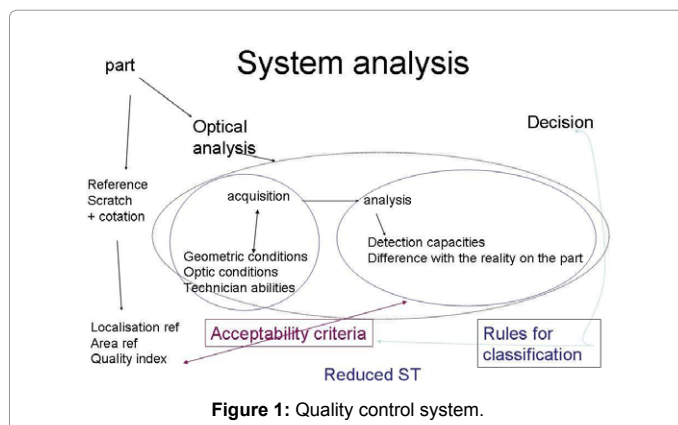 System analysis
part
Optical
analysis
Decision
Reference
Scratch
+ cotation
acquisition
analysis
Geometric conditions
Optic conditions
Technician abilities
Detection capacities
Difference with the reality on the part
Localisation ref
Area ref
Quality index
Acceptability criteria
Rules for
classification
Reduced ST
Figure 1: Quality control system.